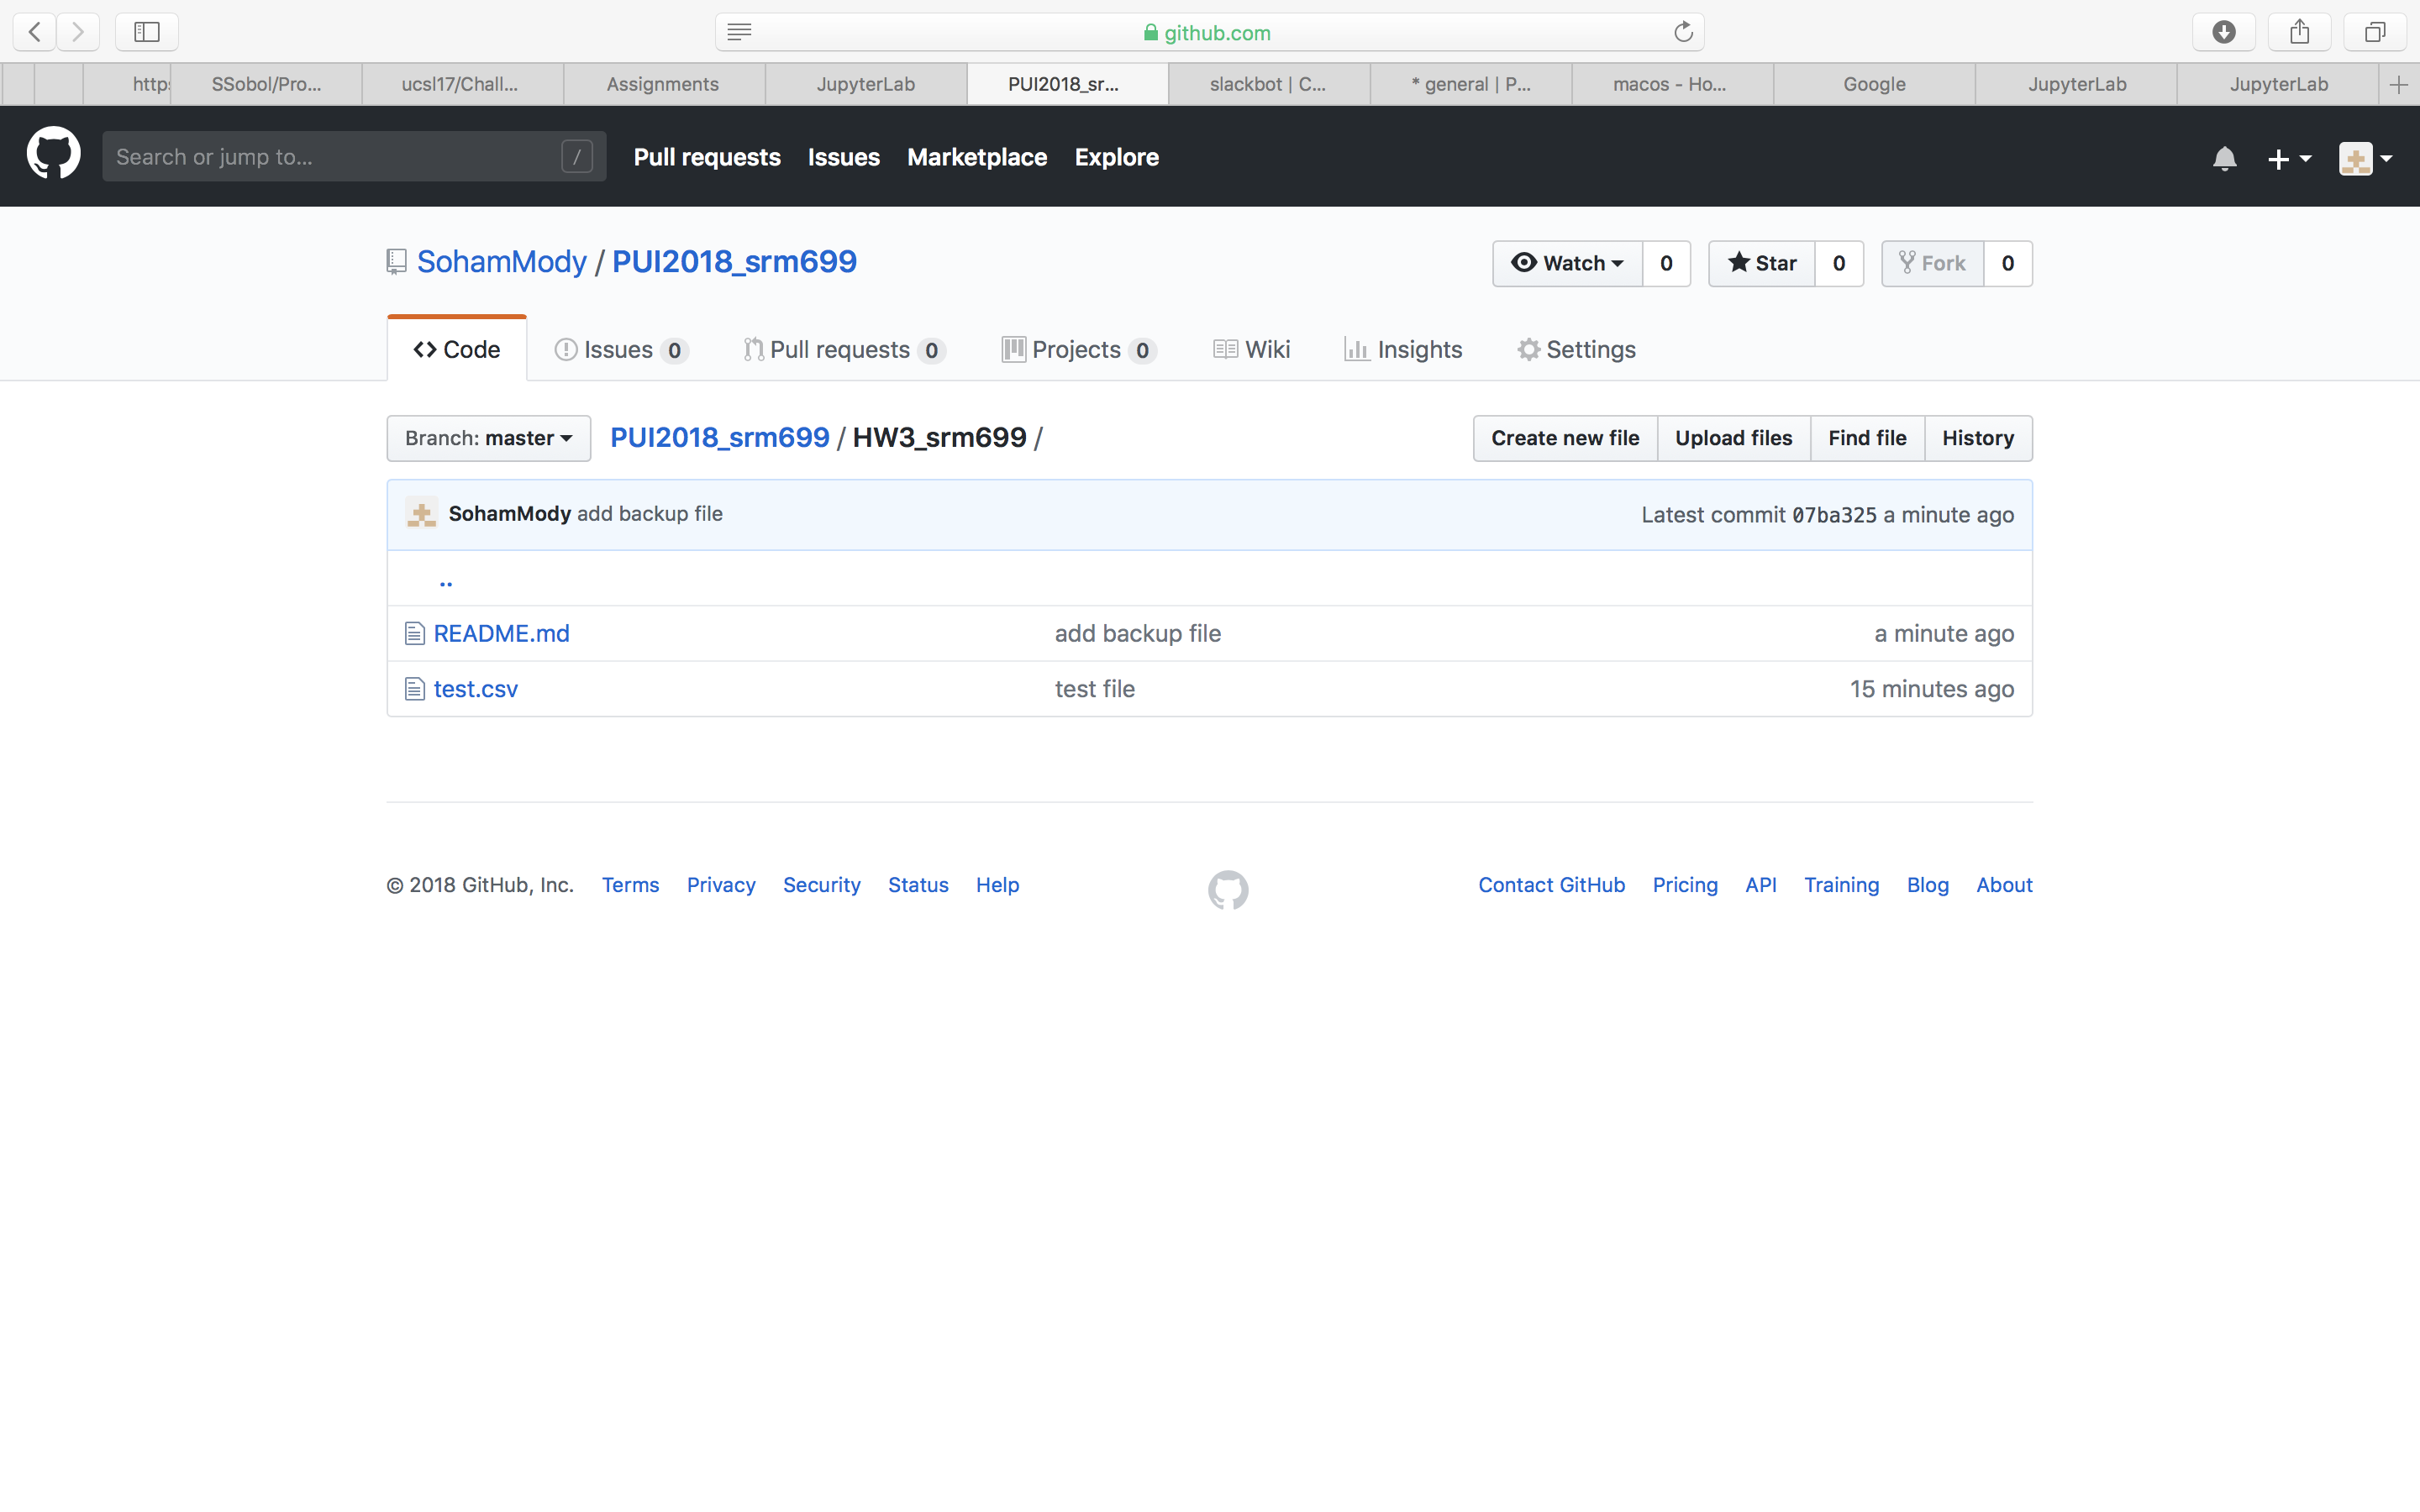 github.com
http SSobol/Pro... ucsl17/Chall... Assignments JupyterLab PUI2018_sr... slackbot | C... * general | P... macos - Ho... Google JupyterLab JupyterLab
Search or jump to... / Pull requests Issues Marketplace Explore
SohamMody / PUI2018_srm699 Watch 0 Star 0 Fork 0
Code Issues 0 Pull requests 0 Projects 0 Wiki Insights Settings
Branch: master PUI2018_srm699 / HW3_srm699 / Create new file Upload files Find file History
SohamMody add backup file Latest commit 07ba325 a minute ago
..
README.md add backup file a minute ago
test.csv test file 15 minutes ago
© 2018 GitHub, Inc. Terms Privacy Security Status Help Contact GitHub Pricing API Training Blog About